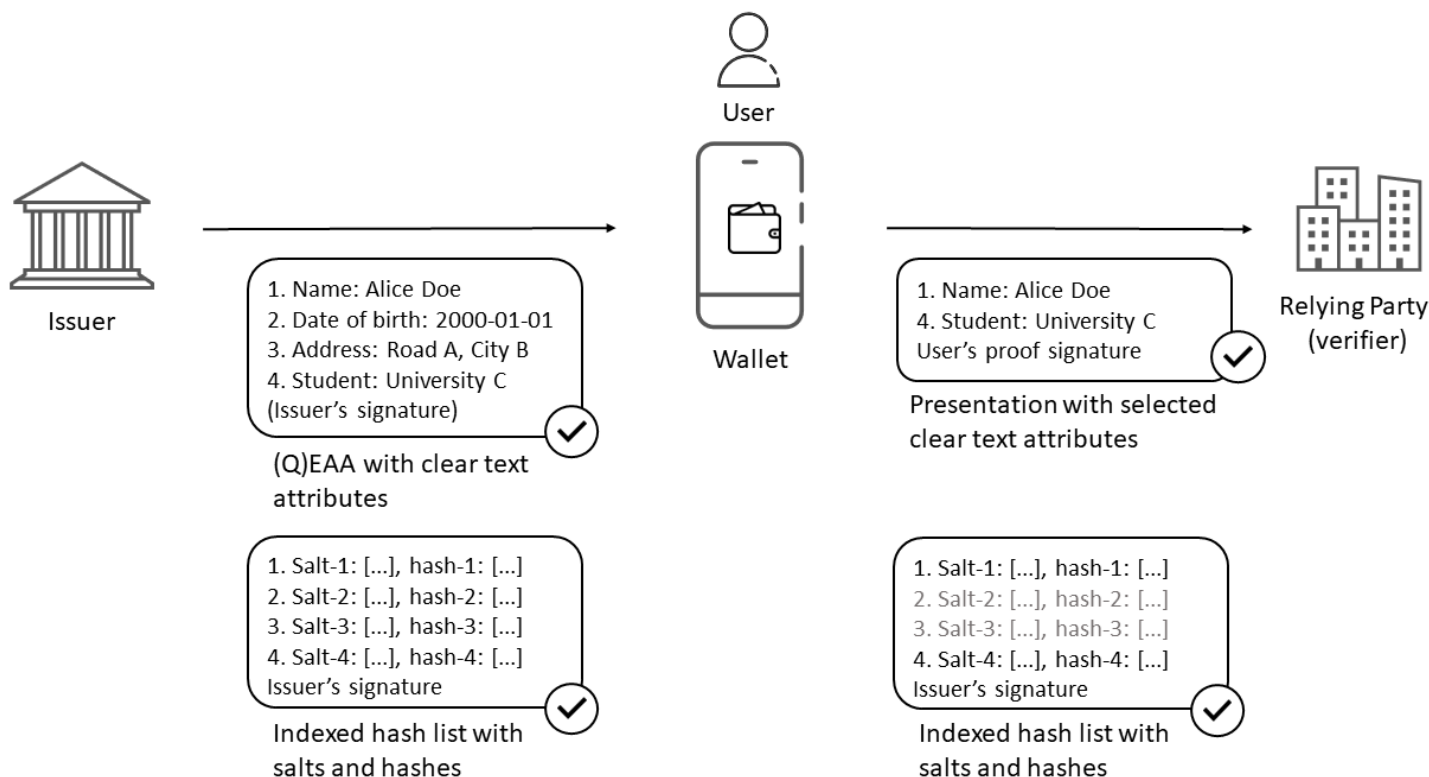 User
Issuer
1. Name: Alice Doe
2. Date of birth: 2000-01-01
3. Address: Road A, City B
4. Student: University C
(Issuer's signature)
(Q)EAA with clear text
attributes
1. Salt-1: [...], hash-1: [...]
2. Salt-2: [...], hash-2: [...]
3. Salt-3: [...], hash-3: [...]
4. Salt-4: [...], hash-4: [...]
Issuer's signature
Indexed hash list with
salts and hashes
Wallet
1. Name: Alice Doe
4. Student: University C
User's proof signature
Presentation with selected
clear text attributes
1. Salt-1: [...], hash-1: [...]
2. Salt-2: [...], hash-2: [...]
3. Salt-3: [...], hash-3: [...]
4. Salt-4: [...], hash-4: [...]
Issuer's signature
Indexed hash list with
salts and hashes
Relying Party
(verifier)